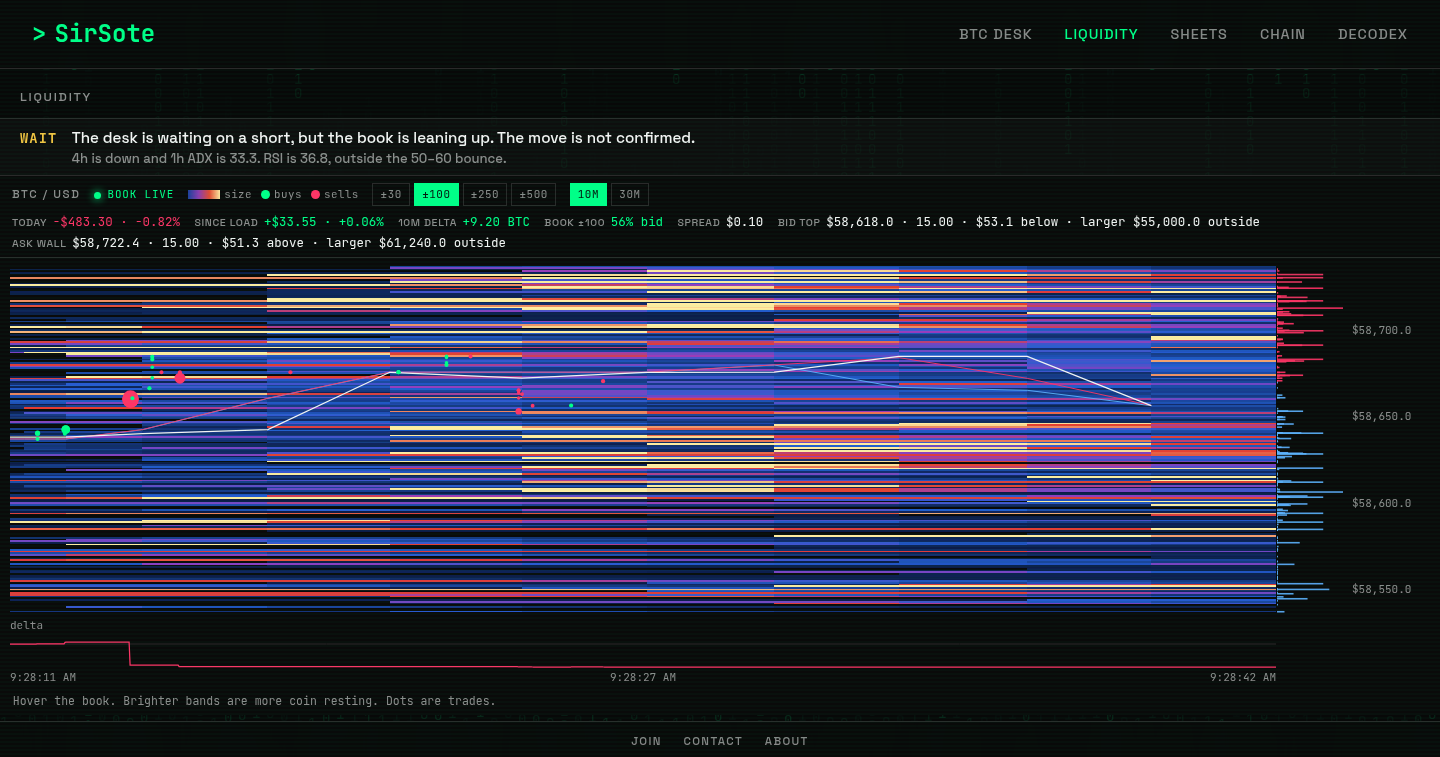 > SirSote
BTC DESK LIQUIDITY SHEETS CHAIN DECODEX
LIQUIDITY
WAIT The desk is waiting on a short, but the book is leaning up. The move is not confirmed.
4h is down and 1h ADX is 33.3. RSI is 36.8, outside the 50–60 bounce.
BTC / USD BOOK LIVE size buys sells ±30 ±100 ±250 ±500 10M 30M
TODAY -$483.30 · -0.82% SINCE LOAD +$33.55 · +0.06% 10M DELTA +9.20 BTC BOOK ±100 56% bid SPREAD $0.10 BID TOP $58,618.0 · 15.00 · $53.1 below · larger $55,000.0 outside
ASK WALL $58,722.4 · 15.00 · $51.3 above · larger $61,240.0 outside
$58,700.0
$58,650.0
$58,600.0
$58,550.0
delta
9:28:11 AM 9:28:27 AM 9:28:42 AM
Hover the book. Brighter bands are more coin resting. Dots are trades.
JOIN CONTACT ABOUT